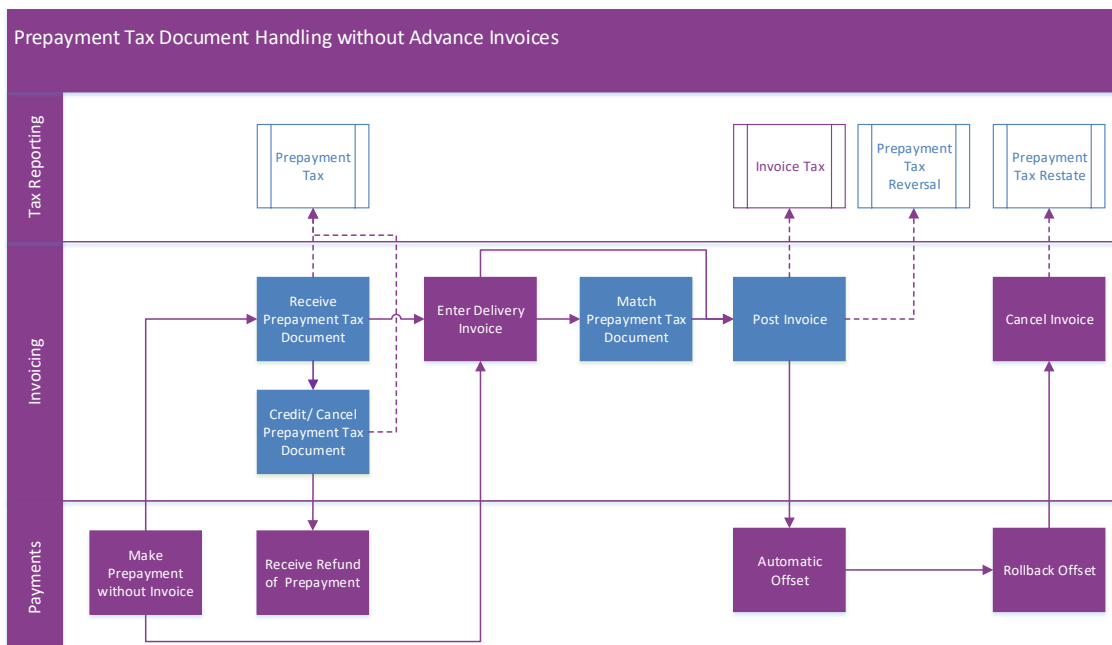 Prepayment Tax Document Handling without Advance Invoices
Tax Reporting
Prepayment
Tax
Invoice Tax
Prepayment
Tax
Reversal
Prepayment
Tax Restate
Invoicing
Receive
Prepayment Tax
Document
Enter Delivery
Invoice
Match
Prepayment Tax
Document
Post Invoice
Cancel Invoice
Credit/ Cancel
Prepayment Tax
Document
Payments
Make
Prepayment
without Invoice
Receive Refund
of Prepayment
Automatic
Offset
Rollback Offset